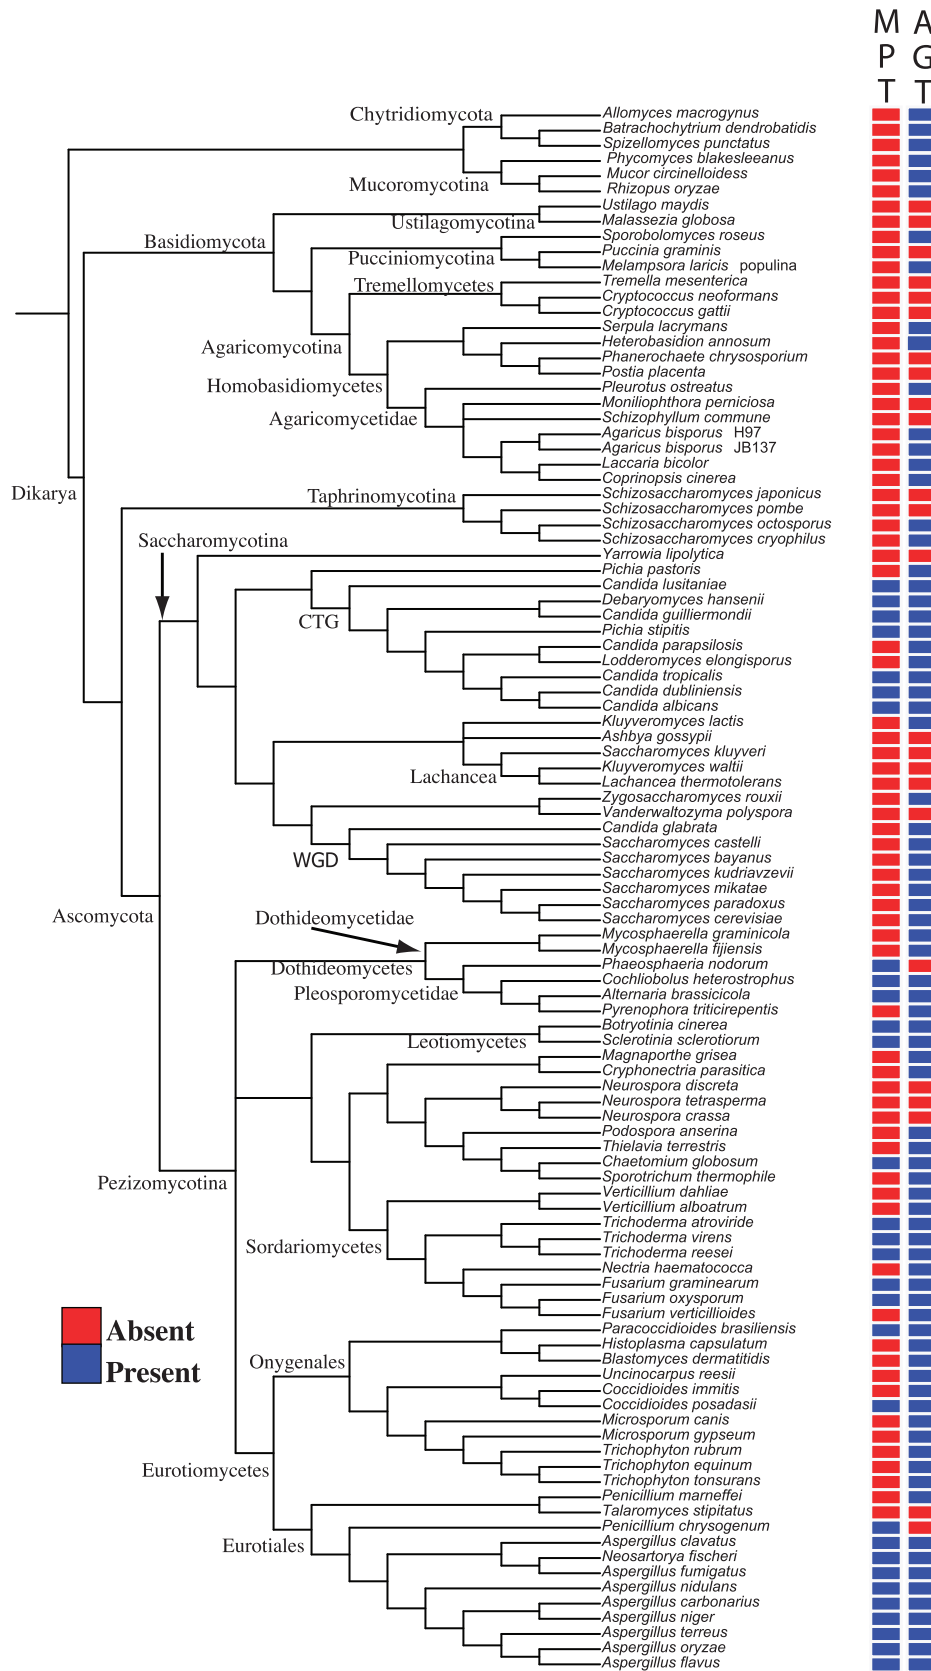 M A
P G
T T
Chytridiomycota
Allomyces macrogynus
Batrachochytrium dendrobatidis
Spizellomyces punctatus
Phycomyces blakesleeanus
Mucoromycotina
Mucor circinelloidess
Rhizopus oryzae
Ustilago maydis
Ustilagomycotina
Malassezia globosa
Basidiomycota
Sporobolomyces roseus
Pucciniomycotina
Puccinia graminis
Melampsora laricis populina
Tremellomycetes
Tremella mesenterica
Cryptococcus neoformans
Cryptococcus gattii
Serpula lacrymans
Agaricomycotina
Heterobasidion annosum
Phanerochaete chrysosporium
Postia placenta
Homobasidiomycetes
Pleurotus ostreatus
Moniliophthora perniciosa
Agaricomycetidae
Schizophyllum commune
Agaricus bisporus H97
Agaricus bisporus JB137
Laccaria bicolor
Coprinopsis cinerea
Dikarya
Taphrinomycotina
Schizosaccharomyces japonicus
Schizosaccharomyces pombe
Schizosaccharomyces octosporus
Schizosaccharomyces cryophilus
Saccharomycotina
Yarrowia lipolytica
Pichia pastoris
Candida lusitaniae
Debaryomyces hansenii
Candida guilliermondii
CTG
Pichia stipitis
Candida parapsilosis
Lodderomyces elongisporus
Candida tropicalis
Candida dubliniensis
Candida albicans
Kluyveromyces lactis
Ashbya gossypii
Saccharomyces kluyveri
Kluyveromyces waltii
Lachancea
Lachancea thermotolerans
Zygosaccharomyces rouxii
Vanderwaltozyma polyspora
Candida glabrata
Saccharomyces castelli
WGD
Saccharomyces bayanus
Saccharomyces kudriavzevii
Saccharomyces mikatae
Saccharomyces paradoxus
Saccharomyces cerevisiae
Ascomycota
Dothideomycetidae
Mycosphaerella graminicola
Mycosphaerella fijiensis
Dothideomycetes
Phaeosphaeria nodorum
Cochliobolus heterostrophus
Pleosporomycetidae
Alternaria brassicicola
Pyrenophora triticirepentis
Botryotinia cinerea
Leotiomycetes
Sclerotinia sclerotiorum
Magnaporthe grisea
Cryphonectria parasitica
Neurospora discreta
Neurospora tetrasperma
Neurospora crassa
Podospora anserina
Thielavia terrestris
Chaetomium globosum
Sporotrichum thermophile
Pezizomycotina
Verticillium dahliae
Verticillium alboatrum
Trichoderma atroviride
Trichoderma virens
Sordariomycetes
Trichoderma reesei
Nectria haematococca
Fusarium graminearum
Fusarium oxysporum
Fusarium verticillioides
Absent
Present
Paracoccidioides brasiliensis
Histoplasma capsulatum
Onygenales
Blastomyces dermatitidis
Uncinocarpus reesii
Coccidioides immitis
Coccidioides posadasii
Microsporum canis
Microsporum gypseum
Trichophyton rubrum
Eurotiomycetes
Trichophyton equinum
Trichophyton tonsurans
Penicillium marneffei
Talaromyces stipitatus
Penicillium chrysogenum
Eurotiales
Aspergillus clavatus
Neosartorya fischeri
Aspergillus fumigatus
Aspergillus nidulans
Aspergillus carbonarius
Aspergillus niger
Aspergillus terreus
Aspergillus oryzae
Aspergillus flavus